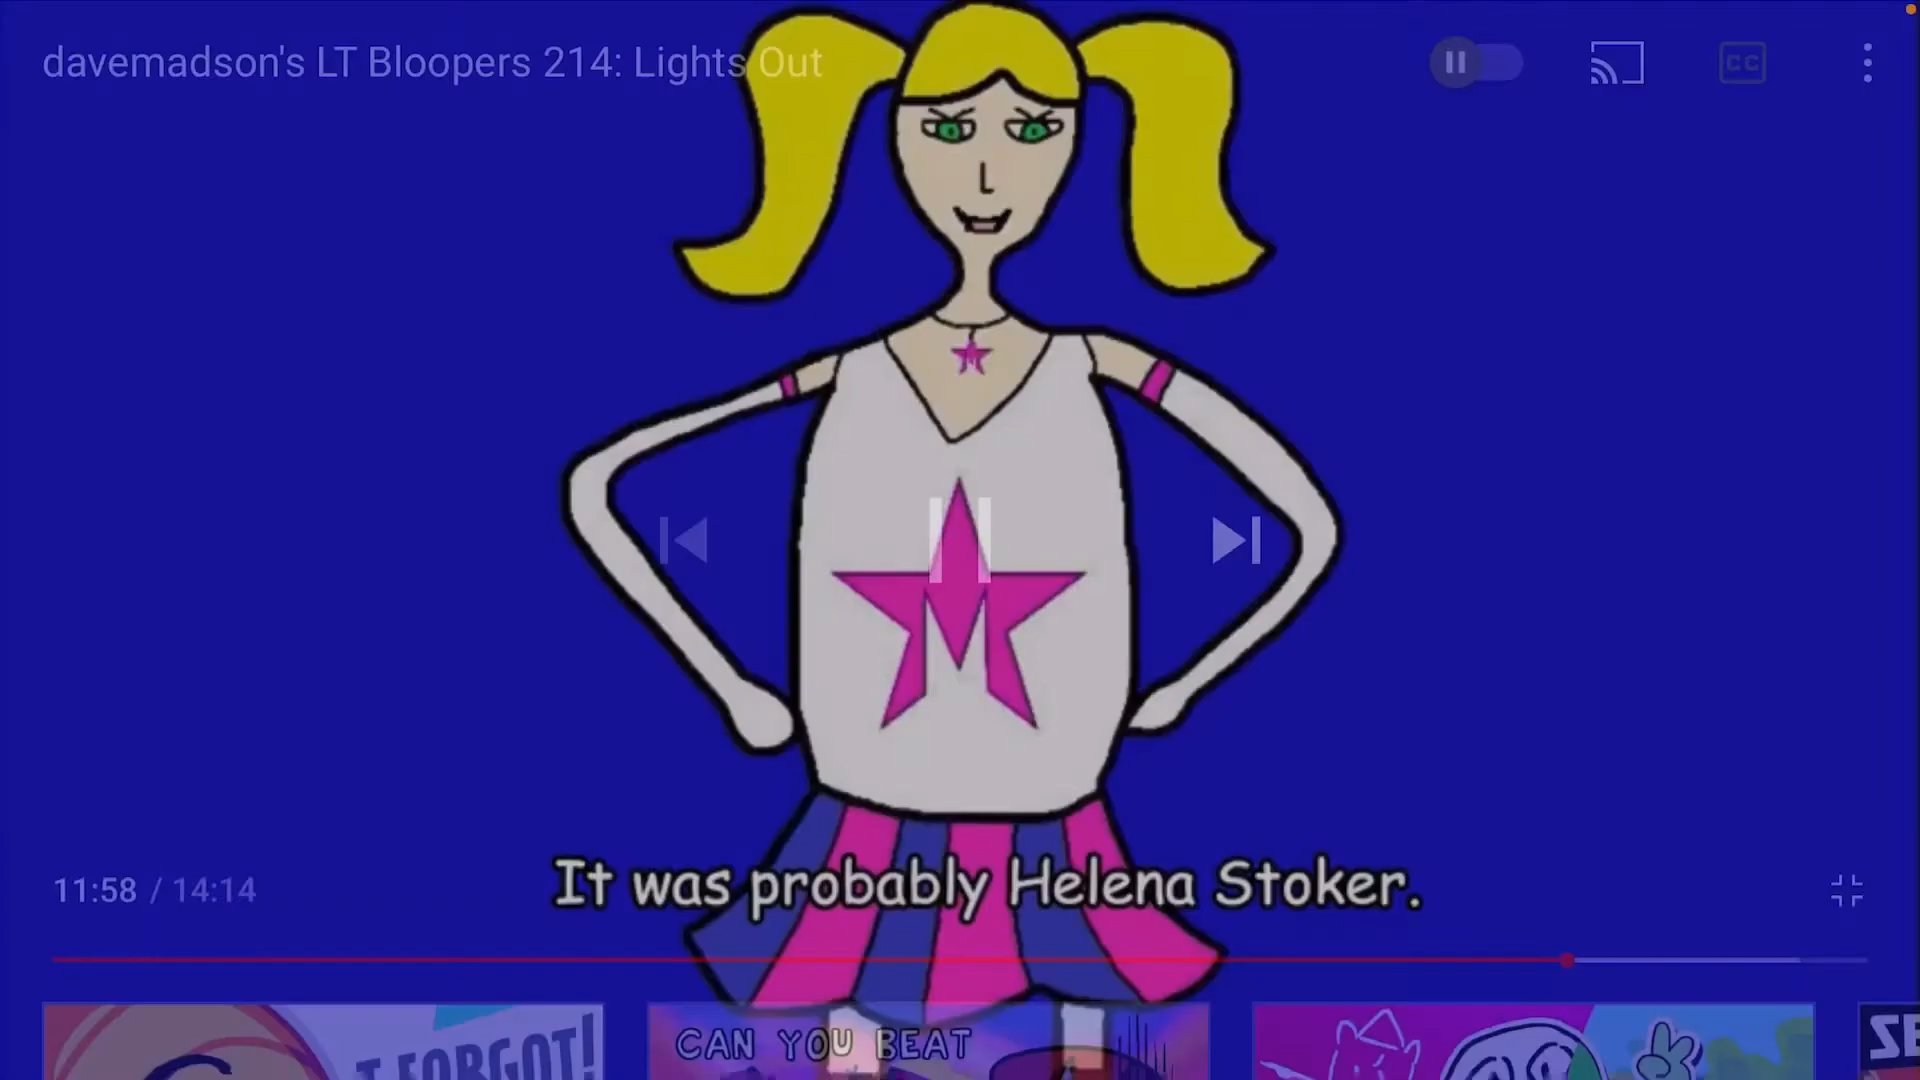 davemadson's LT Bloopers 214: Lights Out
CC
M
M
It was probably Helena Stoker.
11:58 / 14:14
I FORGOT!
CAN YOU BEAT
SE